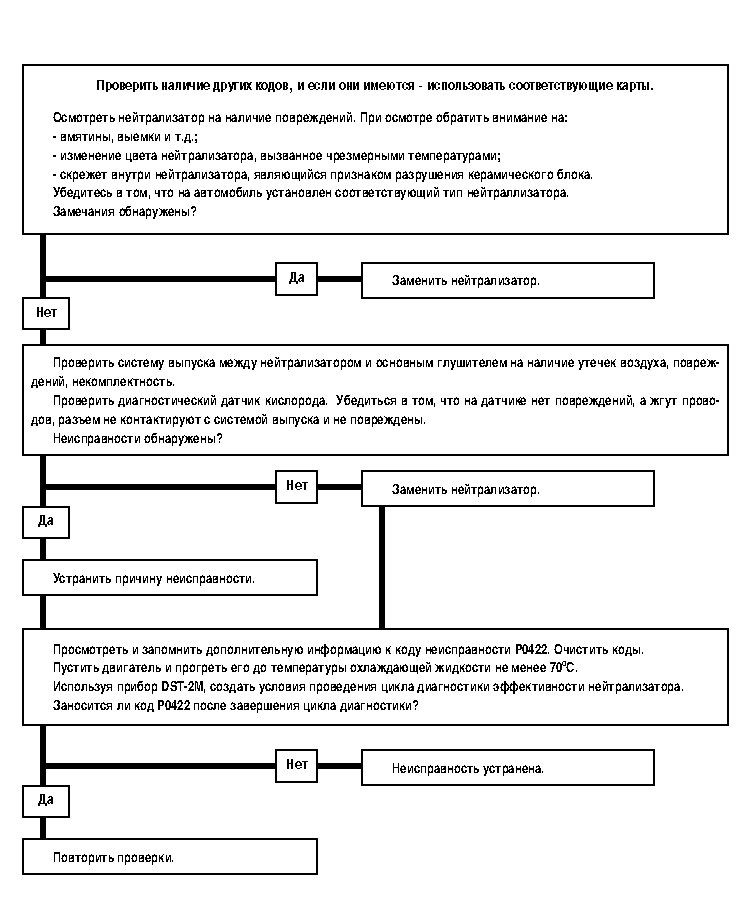 Проверить наличие других кодов, и если они имеются - использовать соответствующие карты.
Осмотреть нейтрализатор на наличие повреждений. При осмотре обратить внимание на:
- вмятины, выемки и т.д.;
- изменение цвета нейтрализатора, вызванное чрезмерными температурами;
- скрежет внутри нейтрализатора, являющийся признаком разрушения керамического блока.
Убедитесь в том, что на автомобиль установлен соответствующий тип нейтраллизатора.
Замечания обнаружены?
Да
Заменить нейтрализатор.
Нет
Проверить систему выпуска между нейтрализатором и основным глушителем на наличие утечек воздуха, повреж-
дений, некомплектность.
Проверить диагностический датчик кислорода. Убедиться в том, что на датчике нет повреждений, а жгут прово-
дов, разъем не контактируют с системой выпуска и не повреждены.
Неисправности обнаружены?
Нет
Заменить нейтрализатор.
Да
Устранить причину неисправности.
Просмотреть и запомнить дополнительную информацию к коду неисправности P0422. Очистить коды.
Пустить двигатель и прогреть его до температуры охлаждающей жидкости не менее 70°C.
Используя прибор DST-2M, создать условия проведения цикла диагностики эффективности нейтрализатора.
Заносится ли код P0422 после завершения цикла диагностики?
Нет
Неисправность устранена.
Да
Повторить проверки.